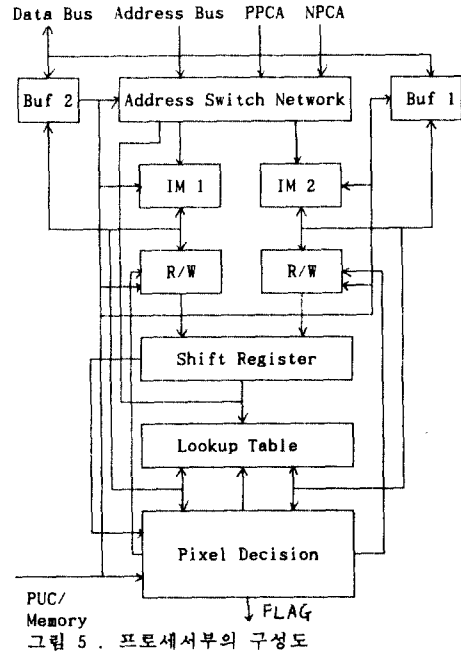 Data Bus Address Bus PPCA NPCA
Buf 2
Address Switch Network
Buf 1
IM 1
IM 2
R/W
R/W
Shift Register
Lookup Table
Pixel Decision
PUC/
Memory
FLAG
그림 5 . 프로세서부의 구성도